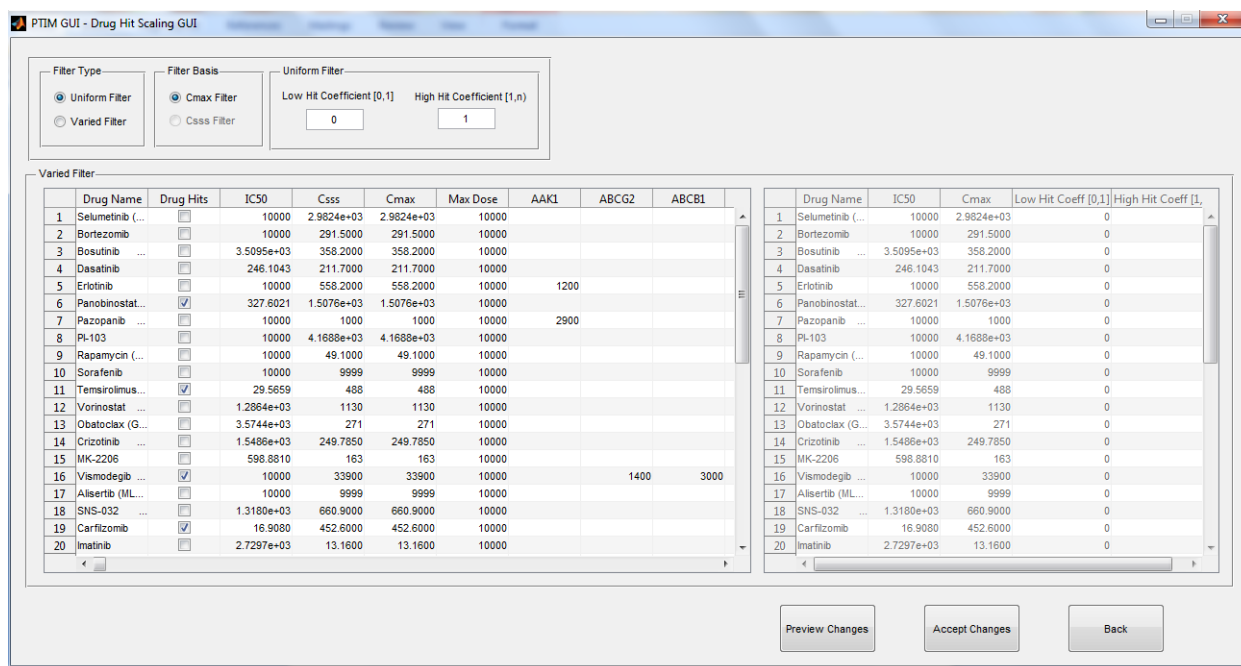 PTIM GUI - Drug Hit Scaling GUI
Filter Type Filter Basis Uniform Filter
Uniform Filter Cmax Filter Low Hit Coefficient [0,1] High Hit Coefficient [1,n)
Varied Filter Csss Filter 0 1
Varied Filter
Drug Name Drug Hits IC50 Csss Cmax Max Dose AAK1 ABCG2 ABCB1 Drug Name IC50 Cmax Low Hit Coeff [0,1] High Hit Coeff [1,
1 Selumetinib (... 10000 2.9824e+03 2.9824e+03 10000 1 Selumetinib (... 10000 2.9824e+03 0
2 Bortezomib 10000 291.5000 291.5000 10000 2 Bortezomib 10000 291.5000 0
3 Bosutinib ... 3.5095e+03 358.2000 358.2000 10000 3 Bosutinib ... 3.5095e+03 358.2000 0
4 Dasatinib 246.1043 211.7000 211.7000 10000 4 Dasatinib 246.1043 211.7000 0
5 Erlotinib 10000 558.2000 558.2000 10000 1200 5 Erlotinib 10000 558.2000 0
6 Panobinostat... 327.6021 1.5076e+03 1.5076e+03 10000 6 Panobinostat... 327.6021 1.5076e+03 0
7 Pazopanib ... 10000 1000 1000 10000 2900 7 Pazopanib ... 10000 1000 0
8 PI-103 10000 4.1688e+03 4.1688e+03 10000 8 PI-103 10000 4.1688e+03 0
9 Rapamycin (... 10000 49.1000 49.1000 10000 9 Rapamycin (... 10000 49.1000 0
10 Sorafenib 10000 9999 9999 10000 10 Sorafenib 10000 9999 0
11 Temsirolimus... 29.5659 488 488 10000 11 Temsirolimus... 29.5659 488 0
12 Vorinostat ... 1.2864e+03 1130 1130 10000 12 Vorinostat ... 1.2864e+03 1130 0
13 Obatoclax (G... 3.5744e+03 271 271 10000 13 Obatoclax (G... 3.5744e+03 271 0
14 Crizotinib ... 1.5486e+03 249.7850 249.7850 10000 14 Crizotinib ... 1.5486e+03 249.7850 0
15 MK-2206 598.8810 163 163 10000 15 MK-2206 598.8810 163 0
16 Vismodegib ... 10000 33900 33900 10000 1400 3000 16 Vismodegib ... 10000 33900 0
17 Alisertib (ML... 10000 9999 9999 10000 17 Alisertib (ML... 10000 9999 0
18 SNS-032 ... 1.3180e+03 660.9000 660.9000 10000 18 SNS-032 ... 1.3180e+03 660.9000 0
19 Carfilzomib 16.9080 452.6000 452.6000 10000 19 Carfilzomib 16.9080 452.6000 0
20 Imatinib 2.7297e+03 13.1600 13.1600 10000 20 Imatinib 2.7297e+03 13.1600 0
Preview Changes Accept Changes Back